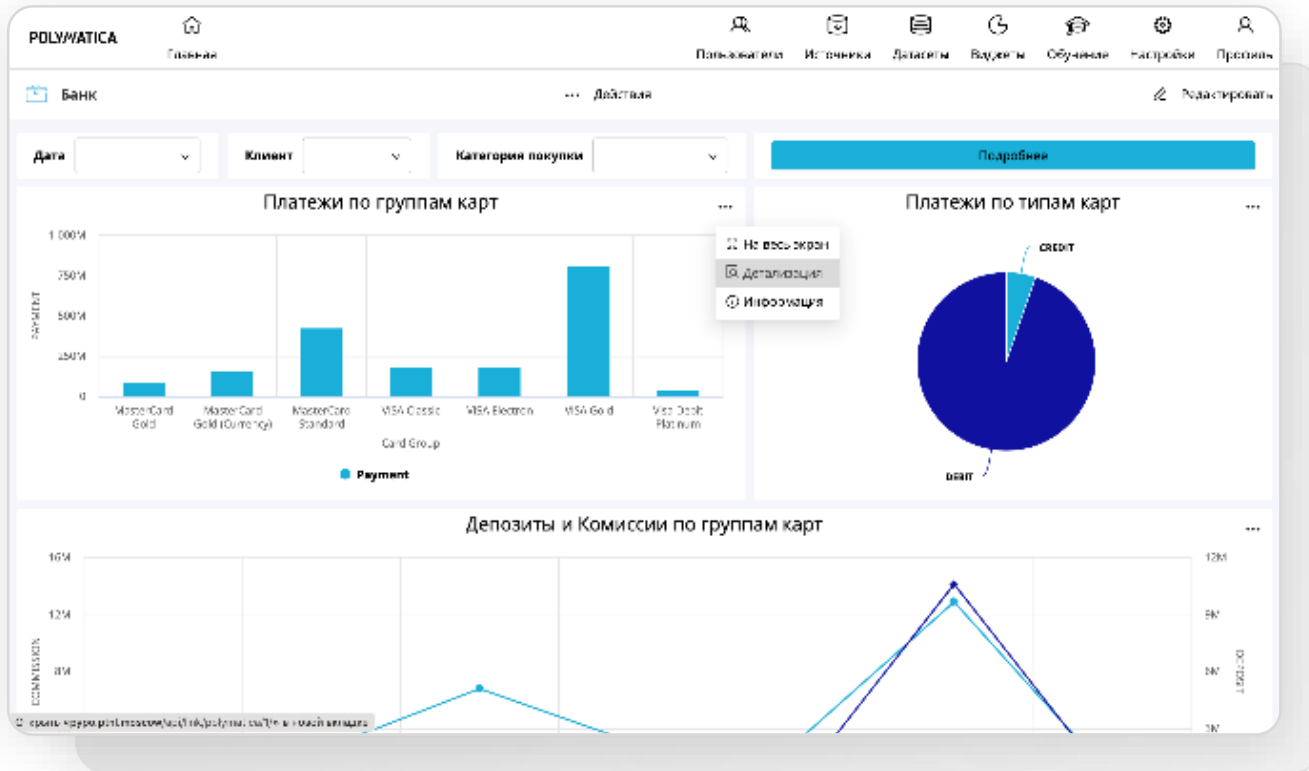 POLYMATICA
Главная
Пользователи Источники Датасеты Виджеты Обучение Настройки Профиль
Банк
Действия
Редактировать
Дата
Клиент
Категория покупки
Подробнее
Платежи по группам карт
Платежи по типам карт
На весь экран
Детализация
Информация
1 000M
750M
500M
250M
0
PAYMENT
MasterCard Gold
MasterCard Gold (Currency)
MasterCard Standard
VISA Classic
VISA Electron
VISA Gold
Visa Debit Platinum
Card Group
Payment
CREDIT
DEBIT
Депозиты и Комиссии по группам карт
16M
12M
8M
COMMISSION
12M
9M
6M
3M
в новой вкладке